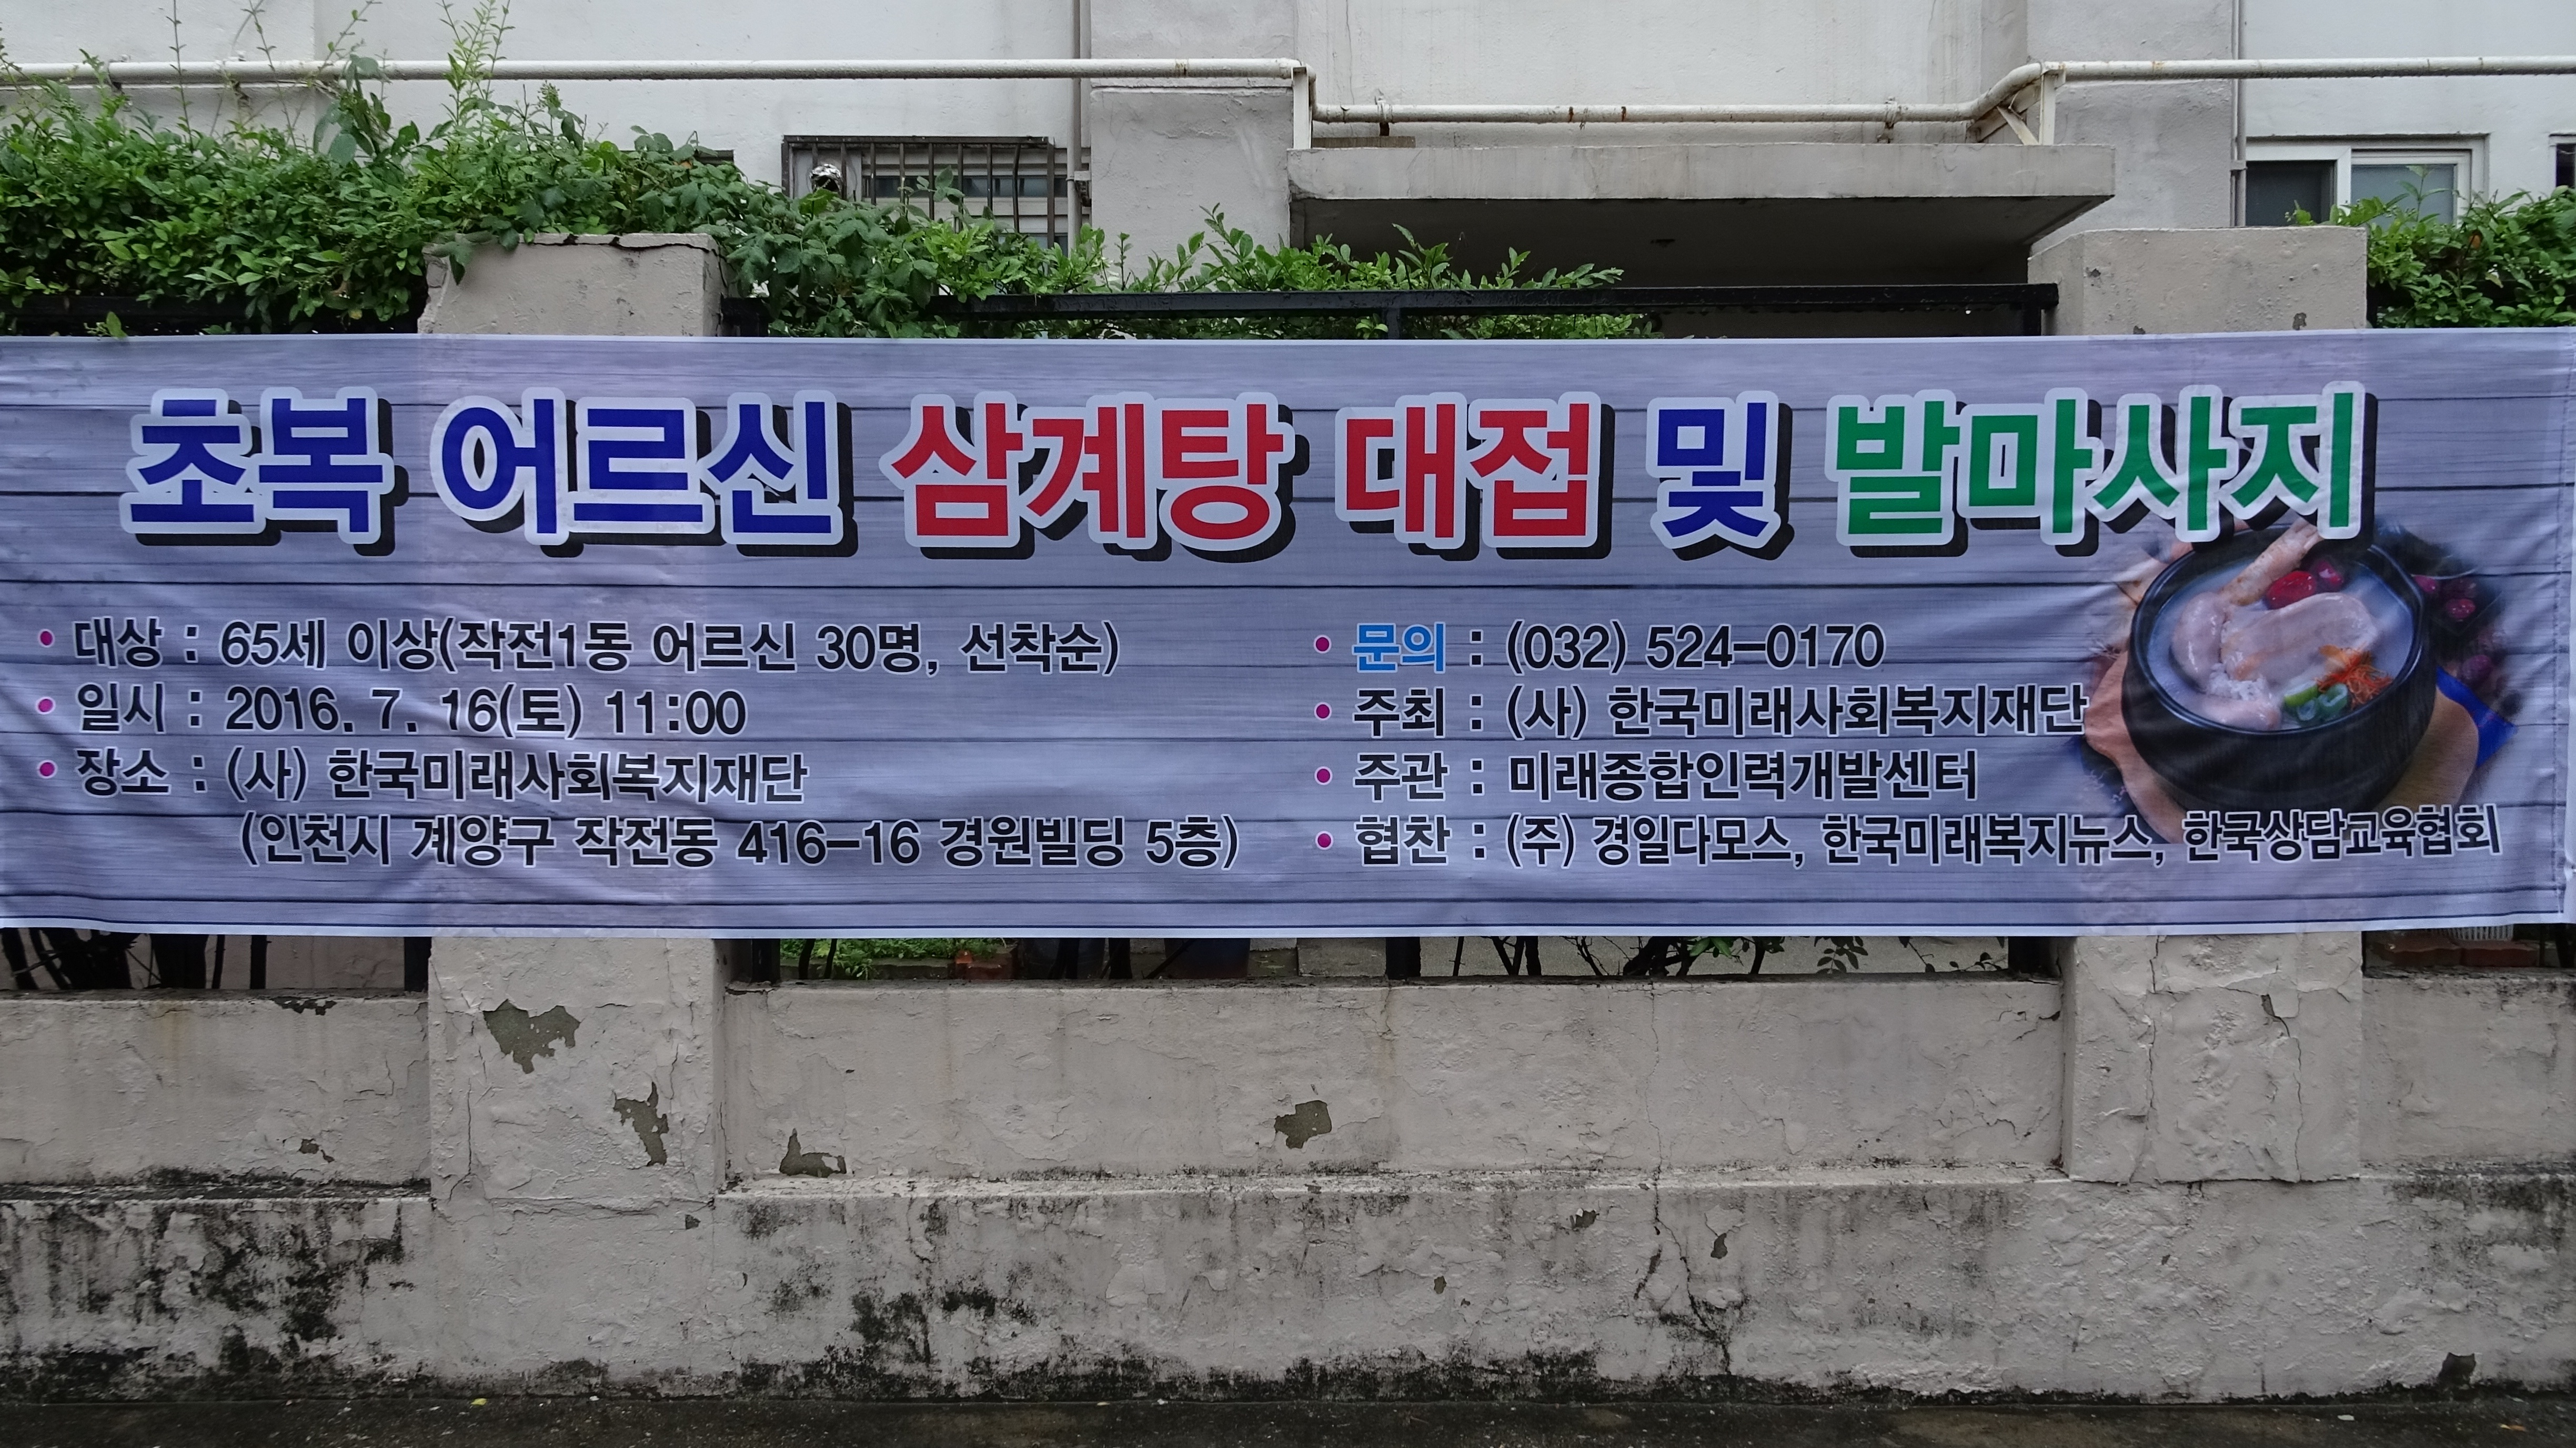 초복 어르신 삼계탕 대접 및 발마사지
• 대상 : 65세 이상(작전1동 어르신 30명, 선착순)
• 일시 : 2016. 7. 16(토) 11:00
• 장소 : (사) 한국미래사회복지재단
(인천시 계양구 작전동 416-16 경원빌딩 5층)
• 문의 : (032) 524-0170
• 주최 : (사) 한국미래사회복지재단
• 주관 : 미래종합인력개발센터
• 협찬 : (주) 경일다모스, 한국미래복지뉴스, 한국상담교육협회